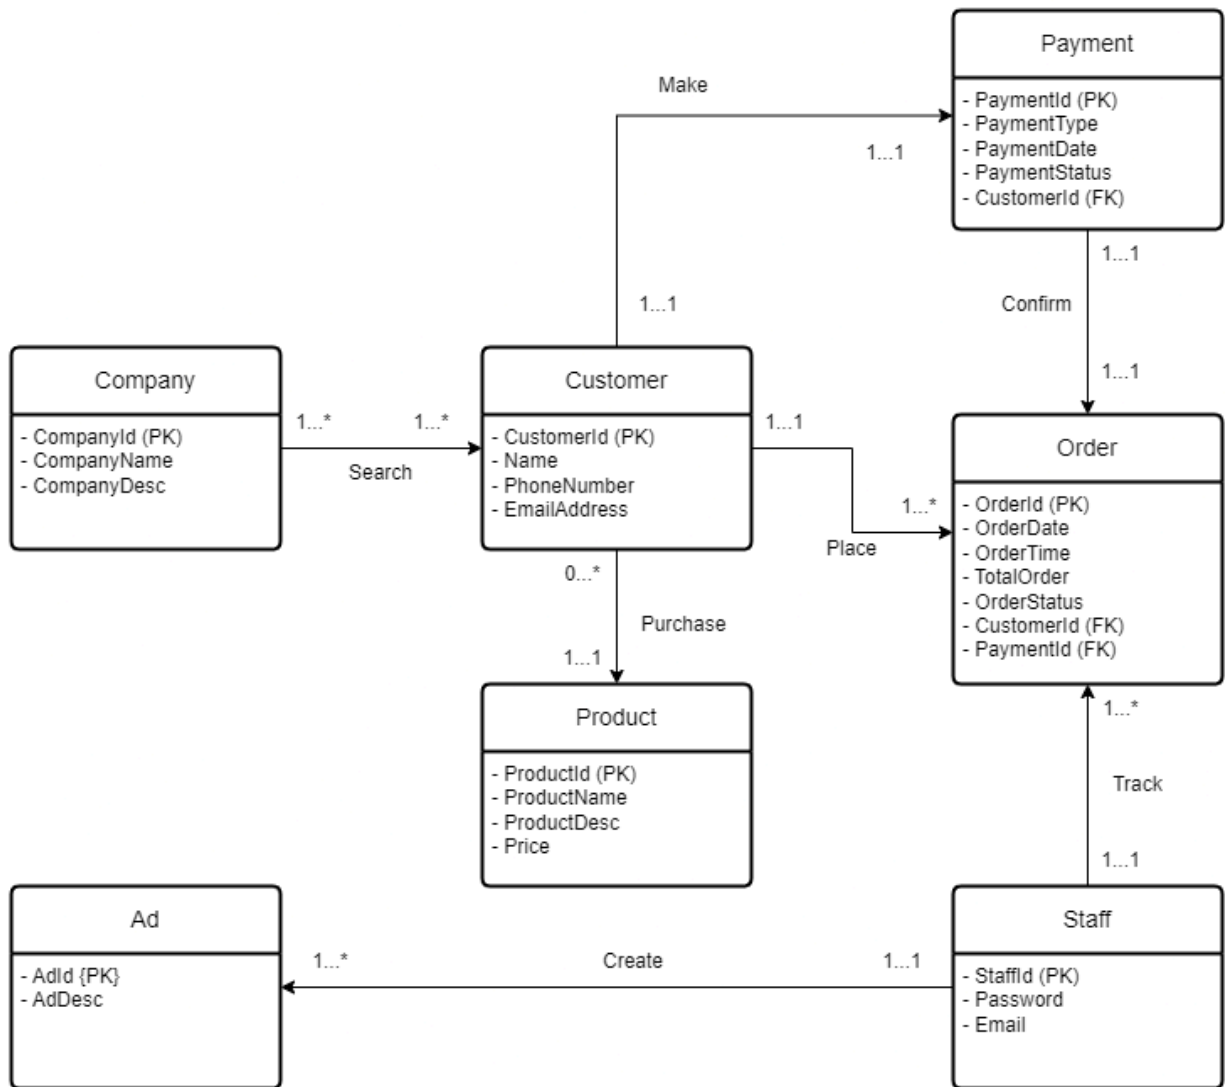 Payment
- PaymentId (PK)
- PaymentType
- PaymentDate
- PaymentStatus
- CustomerId (FK)
Make
1...1
1...1
1...1
Confirm
1...1
Company
- CompanyId (PK)
- CompanyName
- CompanyDesc
1...*
1...*
Search
Customer
- CustomerId (PK)
- Name
- PhoneNumber
- EmailAddress
1...1
1...*
Place
Order
- OrderId (PK)
- OrderDate
- OrderTime
- TotalOrder
- OrderStatus
- CustomerId (FK)
- PaymentId (FK)
0...*
Purchase
1...1
Product
- ProductId (PK)
- ProductName
- ProductDesc
- Price
1...*
Track
1...1
Ad
- AdId {PK}
- AdDesc
1...*
Create
1...1
Staff
- StaffId (PK)
- Password
- Email